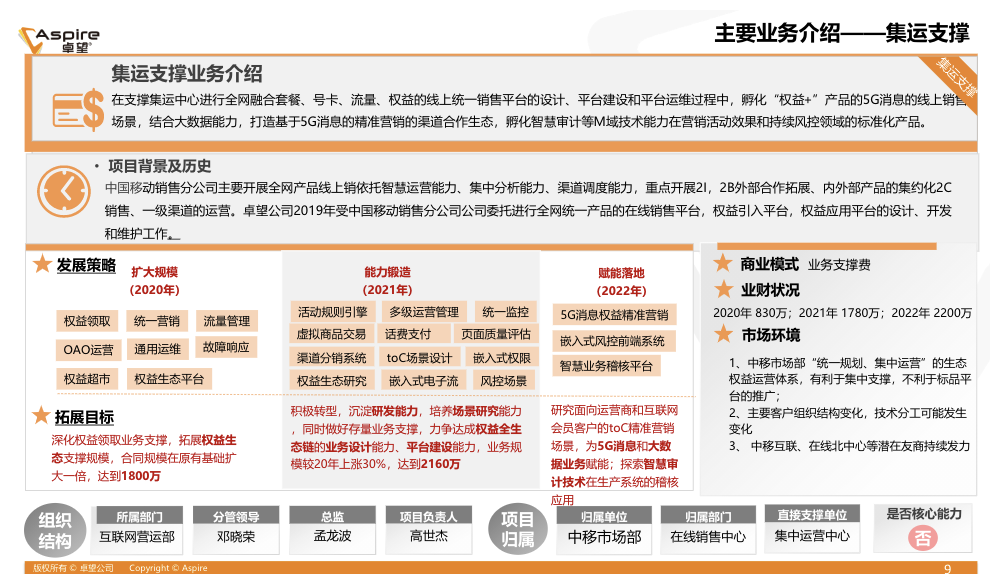 Aspire
卓望®
主要业务介绍——集运支撑
集运支撑
集运支撑业务介绍
在支撑集运中心进行全网融合套餐、号卡、流量、权益的线上统一销售平台的设计、平台建设和平台运维过程中，孵化“权益+”产品的5G消息的线上销售
场景，结合大数据能力，打造基于5G消息的精准营销的渠道合作生态，孵化智慧审计等M域技术能力在营销活动效果和持续风控领域的标准化产品。
• 项目背景及历史
中国移动销售分公司主要开展全网产品线上销依托智慧运营能力、集中分析能力、渠道调度能力，重点开展2I，2B外部合作拓展、内外部产品的集约化2C
销售、一级渠道的运营。卓望公司2019年受中国移动销售分公司公司委托进行全网统一产品的在线销售平台，权益引入平台，权益应用平台的设计、开发
和维护工作。
发展策略
扩大规模
（2020年）
权益领取 统一营销 流量管理
OAO运营 通用运维 故障响应
权益超市 权益生态平台
能力锻造
（2021年）
活动规则引擎 多级运营管理 统一监控
虚拟商品交易 话费支付 页面质量评估
渠道分销系统 toC场景设计 嵌入式权限
权益生态研究 嵌入式电子流 风控场景
赋能落地
（2022年）
5G消息权益精准营销
嵌入式风控前端系统
智慧业务稽核平台
拓展目标
深化权益领取业务支撑，拓展权益生
态支撑规模，合同规模在原有基础扩
大一倍，达到1800万
积极转型，沉淀研发能力，培养场景研究能力
，同时做好存量业务支撑，力争达成权益全生
态链的业务设计能力、平台建设能力，业务规
模较20年上涨30%，达到2160万
研究面向运营商和互联网
会员客户的toC精准营销
场景，为5G消息和大数
据业务赋能；探索智慧审
计技术在生产系统的稽核
应用
商业模式 业务支撑费
业财状况
2020年 830万；2021年 1780万；2022年 2200万
市场环境
1、中移市场部“统一规划、集中运营”的生态
权益运营体系，有利于集中支撑，不利于标品平
台的推广；
2、主要客户组织结构变化，技术分工可能发生
变化
3、 中移互联、在线北中心等潜在友商持续发力
组织
结构
所属部门
互联网营运部
分管领导
邓晓荣
总监
孟龙波
项目负责人
高世杰
项目
归属
归属单位
中移市场部
归属部门
在线销售中心
直接支撑单位
集中运营中心
是否核心能力
否
版权所有 © 卓望公司 Copyright © Aspire
9